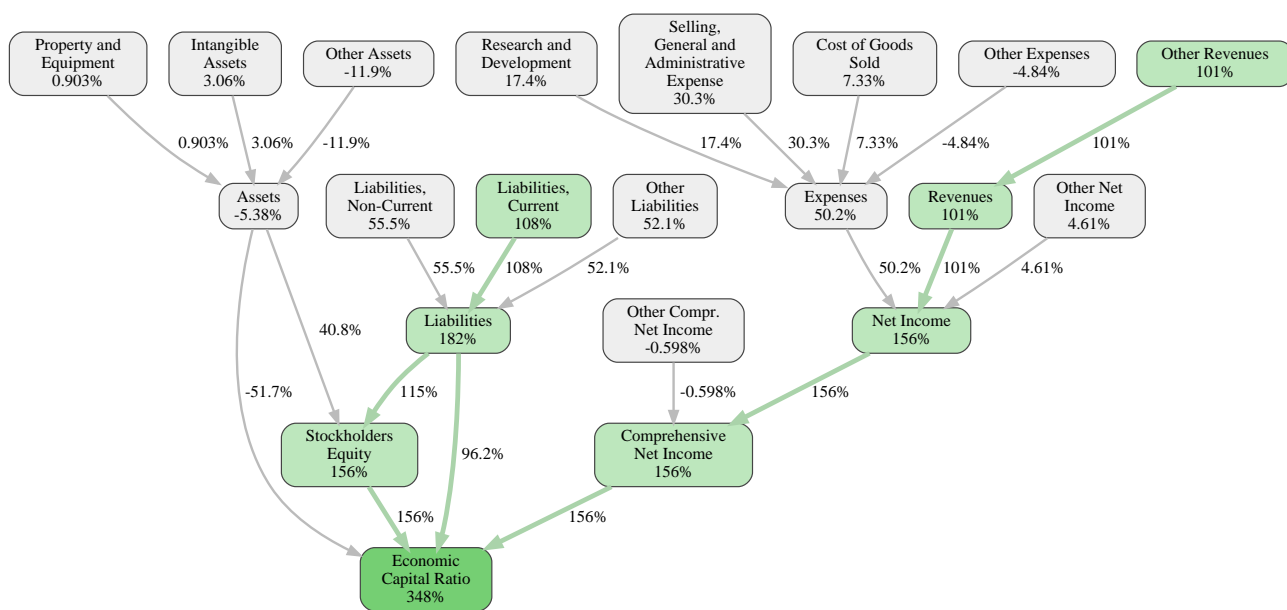 Property and
Equipment
0.903%
Intangible
Assets
3.06%
Other Assets
-11.9%
Research and
Development
17.4%
Selling,
General and
Administrative
Expense
30.3%
Cost of Goods
Sold
7.33%
Other Expenses
-4.84%
Other Revenues
101%
0.903%
3.06%
-11.9%
17.4%
30.3%
7.33%
-4.84%
101%
Assets
-5.38%
Liabilities,
Non-Current
55.5%
Liabilities,
Current
108%
Other
Liabilities
52.1%
Expenses
50.2%
Revenues
101%
Other Net
Income
4.61%
55.5%
108%
52.1%
50.2%
101%
4.61%
40.8%
Liabilities
182%
Other Compr.
Net Income
-0.598%
Net Income
156%
-51.7%
115%
-0.598%
156%
Stockholders
Equity
156%
96.2%
Comprehensive
Net Income
156%
156%
156%
Economic
Capital Ratio
348%